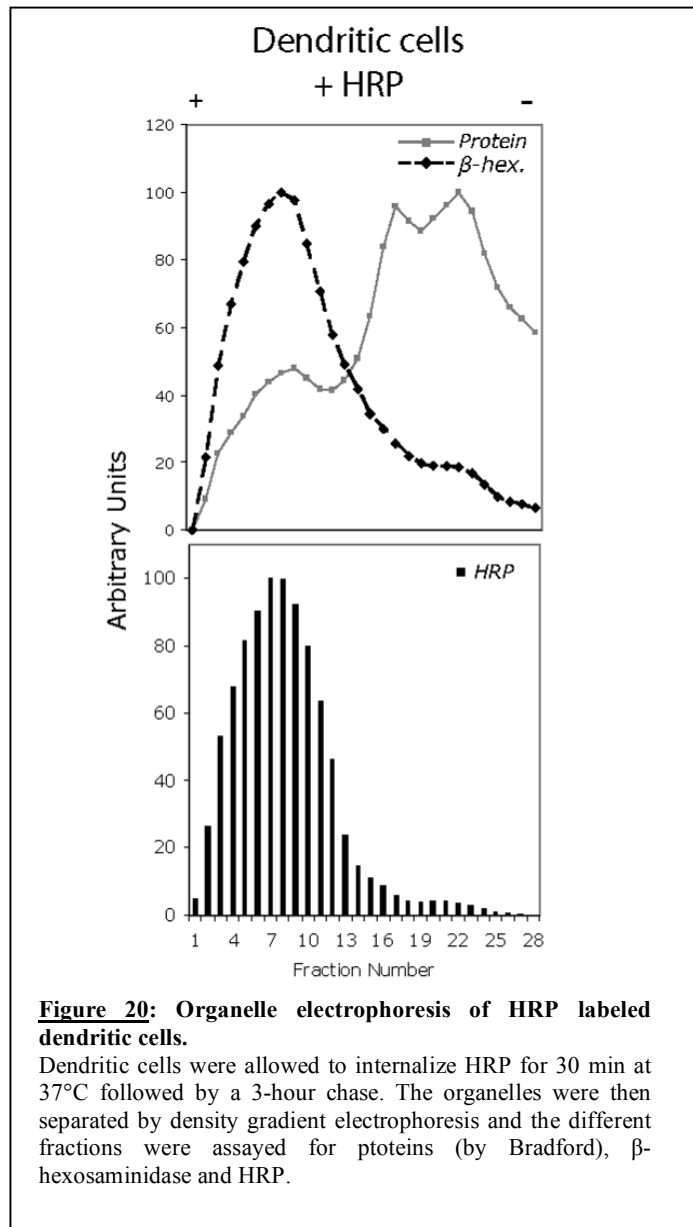 Dendritic cells
+ HRP
+ -
120
100
80
60
40
20
0
Protein
β-hex.
Arbitrary Units
100
80
60
40
20
0
HRP
1 4 7 10 13 16 19 22 25 28
Fraction Number
Figure 20: Organelle electrophoresis of HRP labeled
dendritic cells.
Dendritic cells were allowed to internalize HRP for 30 min at
37°C followed by a 3-hour chase. The organelles were then
separated by density gradient electrophoresis and the different
fractions were assayed for ptoteins (by Bradford), β-
hexosaminidase and HRP.